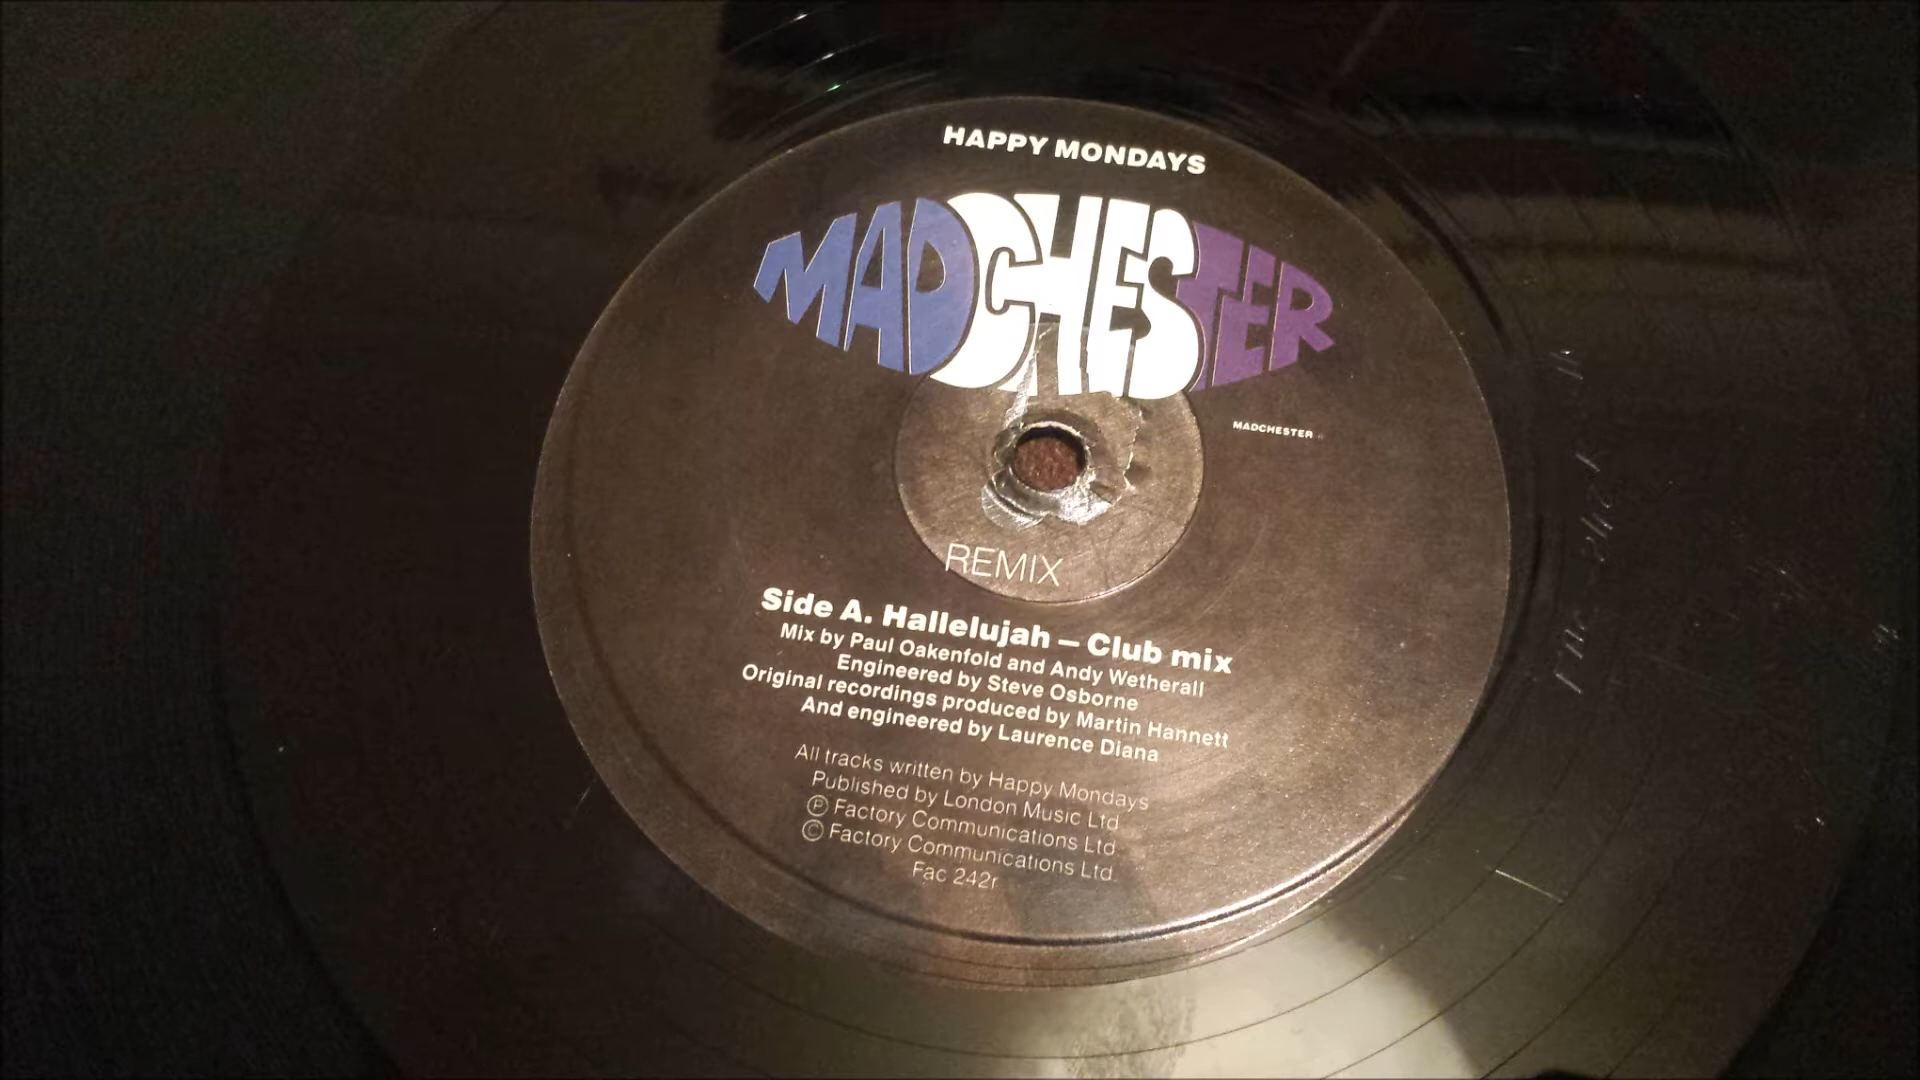 HAPPY MONDAYS
MADCHESTER
MADCHESTER
REMIX
Side A. Hallelujah – Club mix
Mix by Paul Oakenfold and Andy Wetherall
Engineered by Steve Osborne
Original recordings produced by Martin Hannett
And engineered by Laurence Diana
All tracks written by Happy Mondays
Published by London Music Ltd
Ⓟ Factory Communications Ltd
Ⓒ Factory Communications Ltd.
Fac 242r